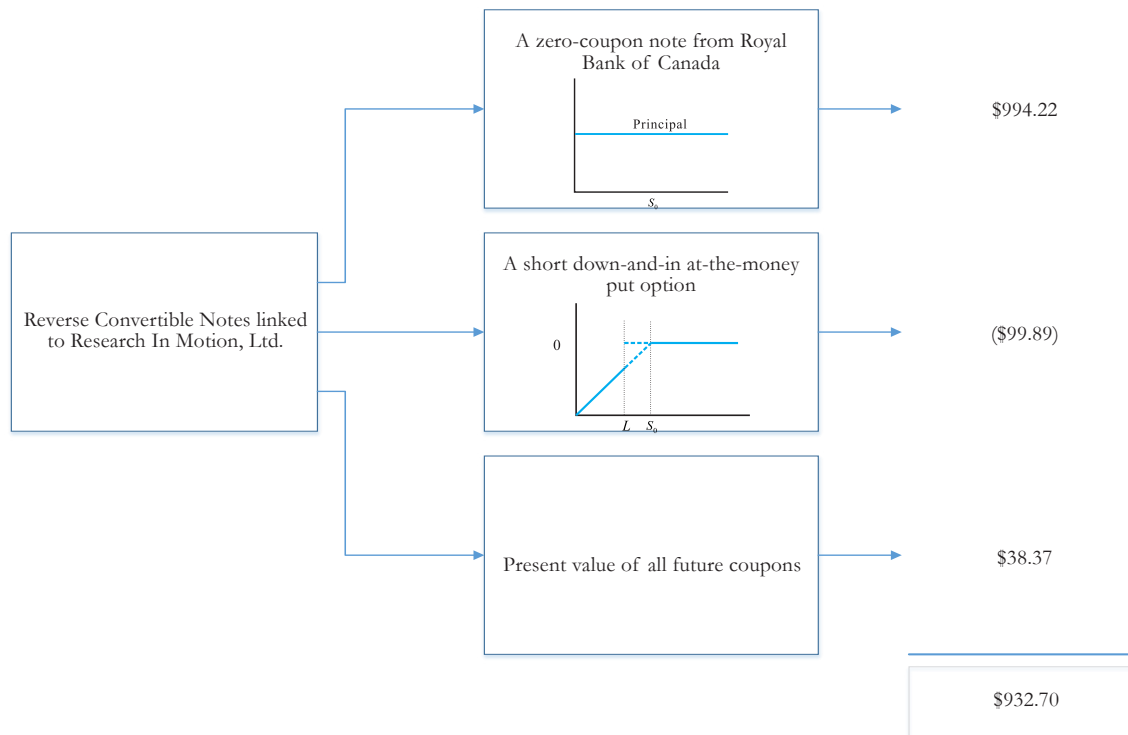 A zero-coupon note from Royal
Bank of Canada
Principal
S₀
$994.22
Reverse Convertible Notes linked
to Research In Motion, Ltd.
A short down-and-in at-the-money
put option
0
L S₀
($99.89)
Present value of all future coupons
$38.37
$932.70